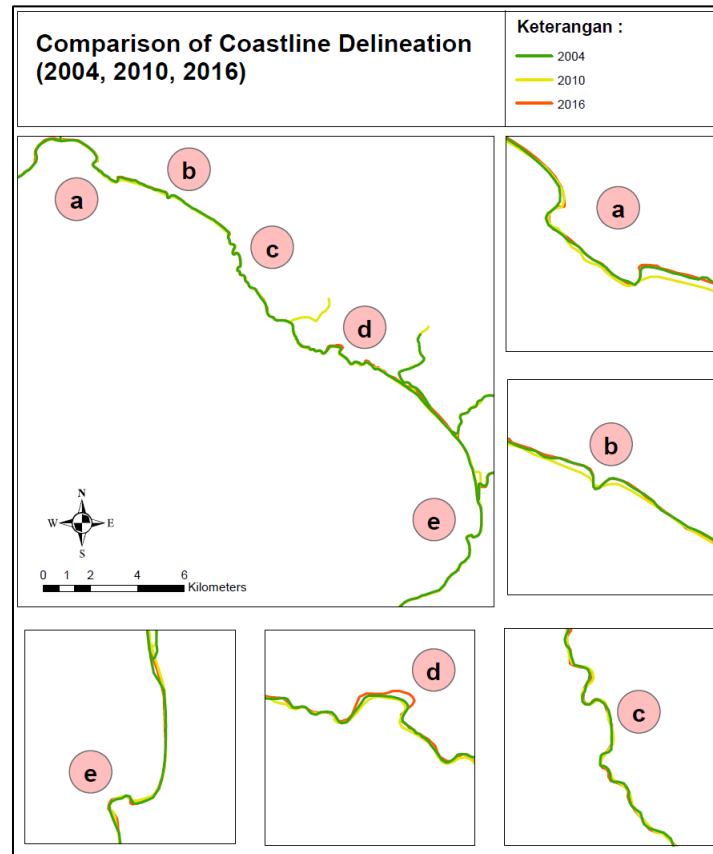 Comparison of Coastline Delineation
(2004, 2010, 2016)
Keterangan :
2004
2010
2016
a
b
c
d
e
N
W E
S
0 1 2 4 6
Kilometers
a
b
e
d
c